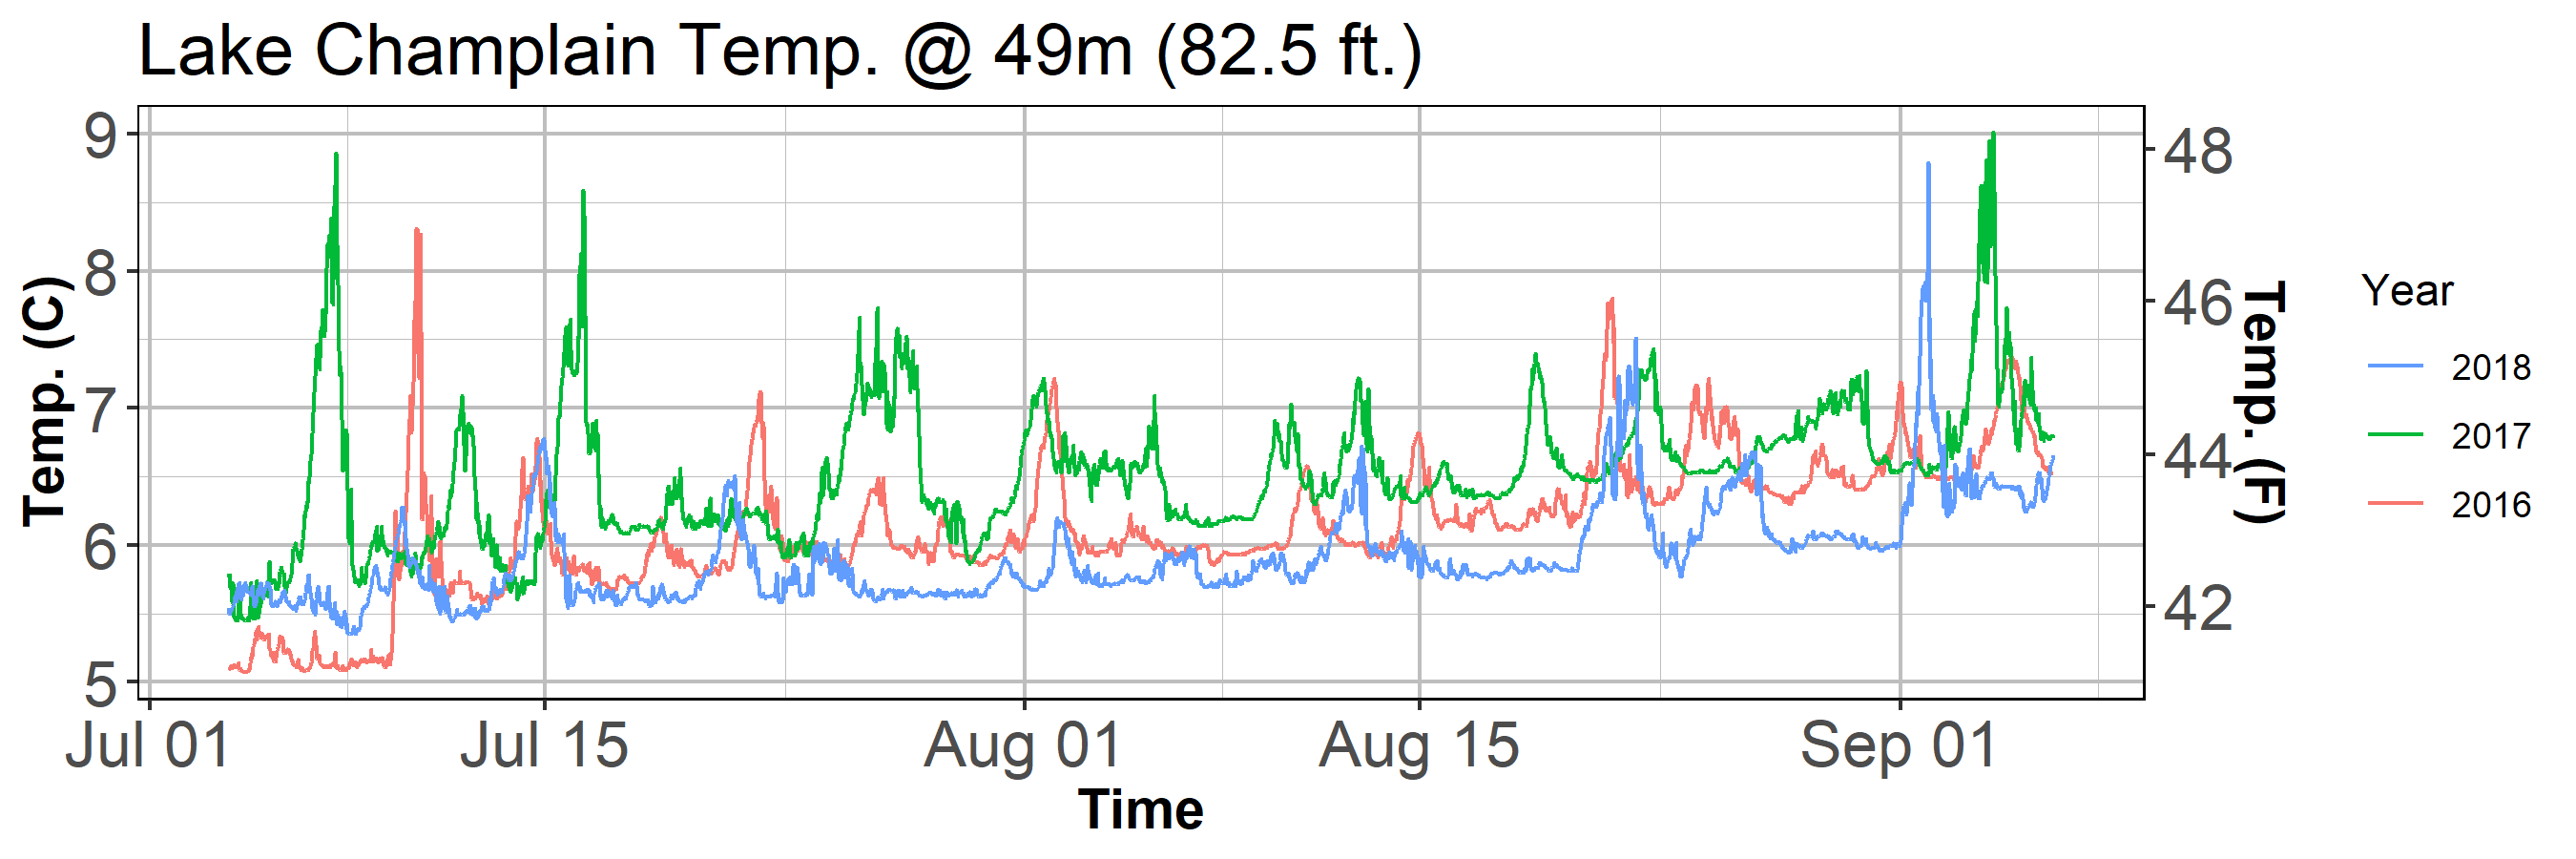 Lake Champlain Temp. @ 49m (82.5 ft.)
Temp. (C)
9
8
7
6
5
48
46
44
42
Temp. (F)
Jul 01
Jul 15
Aug 01
Aug 15
Sep 01
Time
Year
2018
2017
2016